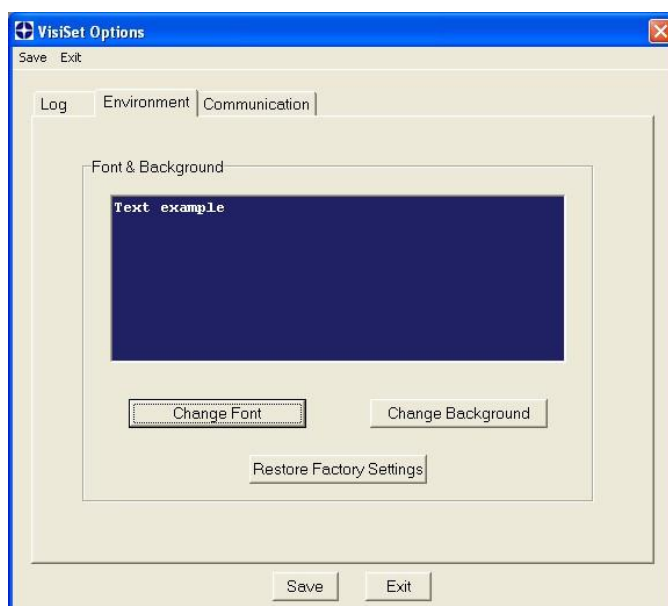 VisiSet Options
Save Exit
Log Environment Communication
Font & Background
Text example
Change Font Change Background
Restore Factory Settings
Save Exit